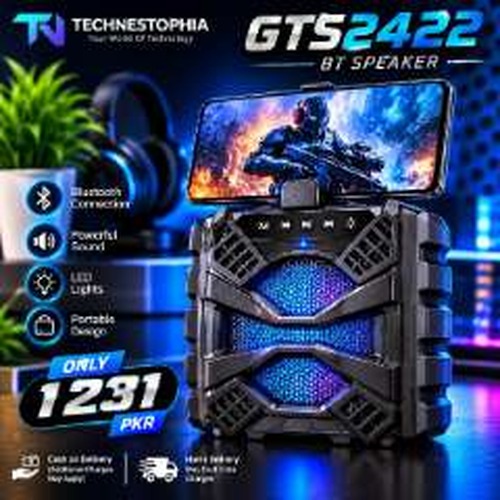 TECHNESTOPHIA
Your World Of Technology
GTS2422
BT SPEAKER
Bluetooth
Connection
Powerful
Sound
LED
Lights
Portable
Design
ONLY
1231
PKR
Cash on Delivery
Home Delivery